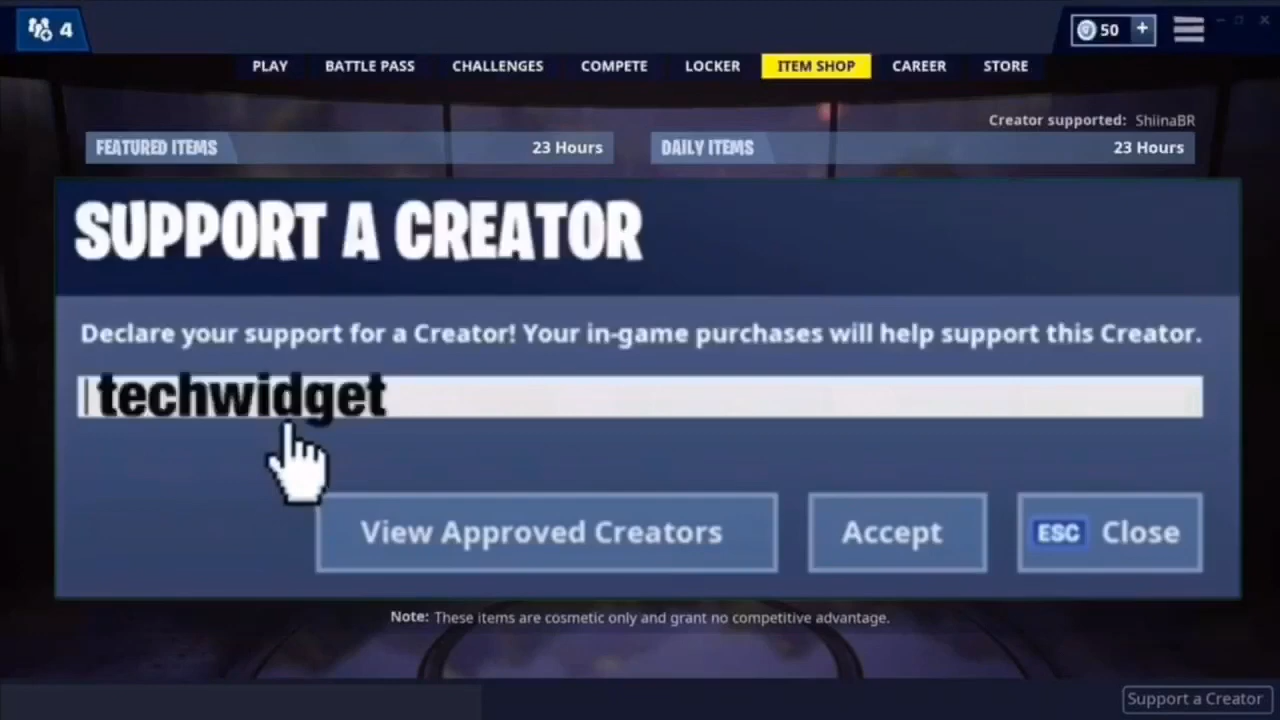 4
50 +
PLAY BATTLE PASS CHALLENGES COMPETE LOCKER ITEM SHOP CAREER STORE
Creator supported: ShiinaBR
FEATURED ITEMS 23 Hours DAILY ITEMS 23 Hours
SUPPORT A CREATOR
Declare your support for a Creator! Your in-game purchases will help support this Creator.
techwidget
View Approved Creators Accept ESC Close
Note: These items are cosmetic only and grant no competitive advantage.
Support a Creator